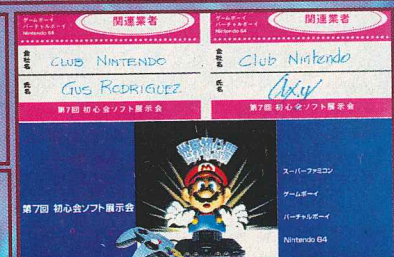 ゲームボーイ
バーチャルボーイ
Nintendo 64
関連業者
会社名
CLUB NINTENDO
氏名
GUS RODRIGUEZ
第7回 初心会ソフト展示会
ゲームボーイ
バーチャルボーイ
Nintendo 64
関連業者
会社名
Club Nintendo
氏名
第7回 初心会ソフト展示会
第7回 初心会ソフト展示会
スーパーファミコン
ゲームボーイ
バーチャルボーイ
Nintendo 64